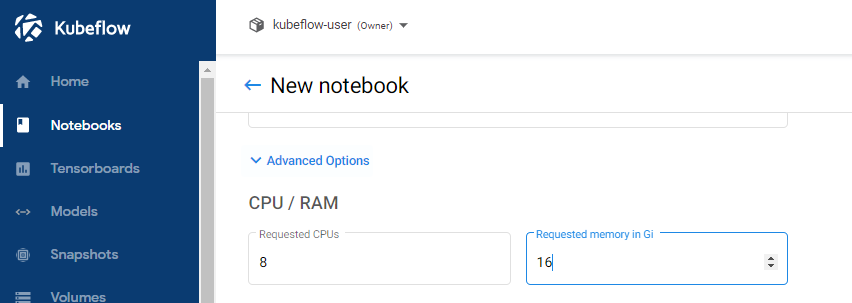 Kubeflow
kubeflow-user (Owner)
Home
New notebook
Notebooks
Tensorboards
Advanced Options
Models
CPU / RAM
Requested CPUs
Requested memory in Gi
Snapshots
8
16
Volumes